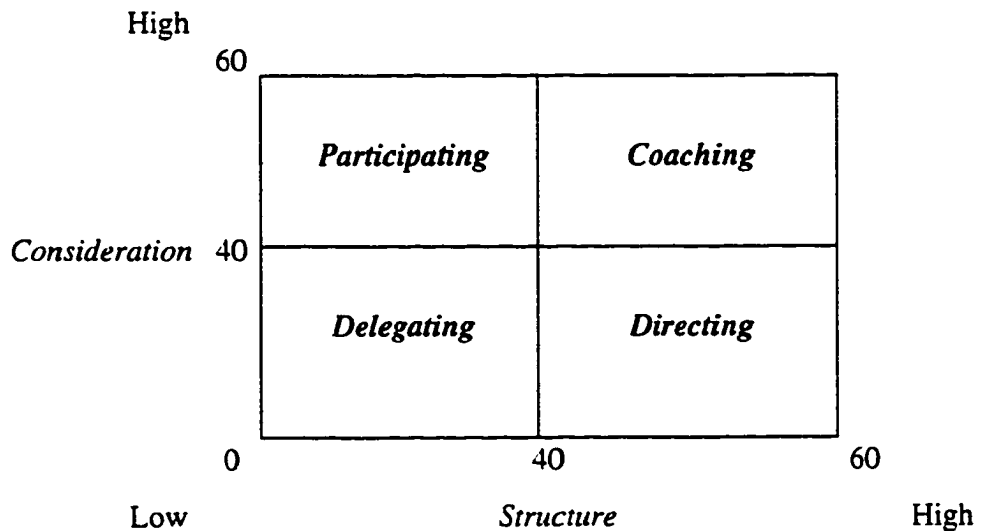 High
60
Participating Coaching
Consideration 40
Delegating Directing
0 40 60
Low Structure High